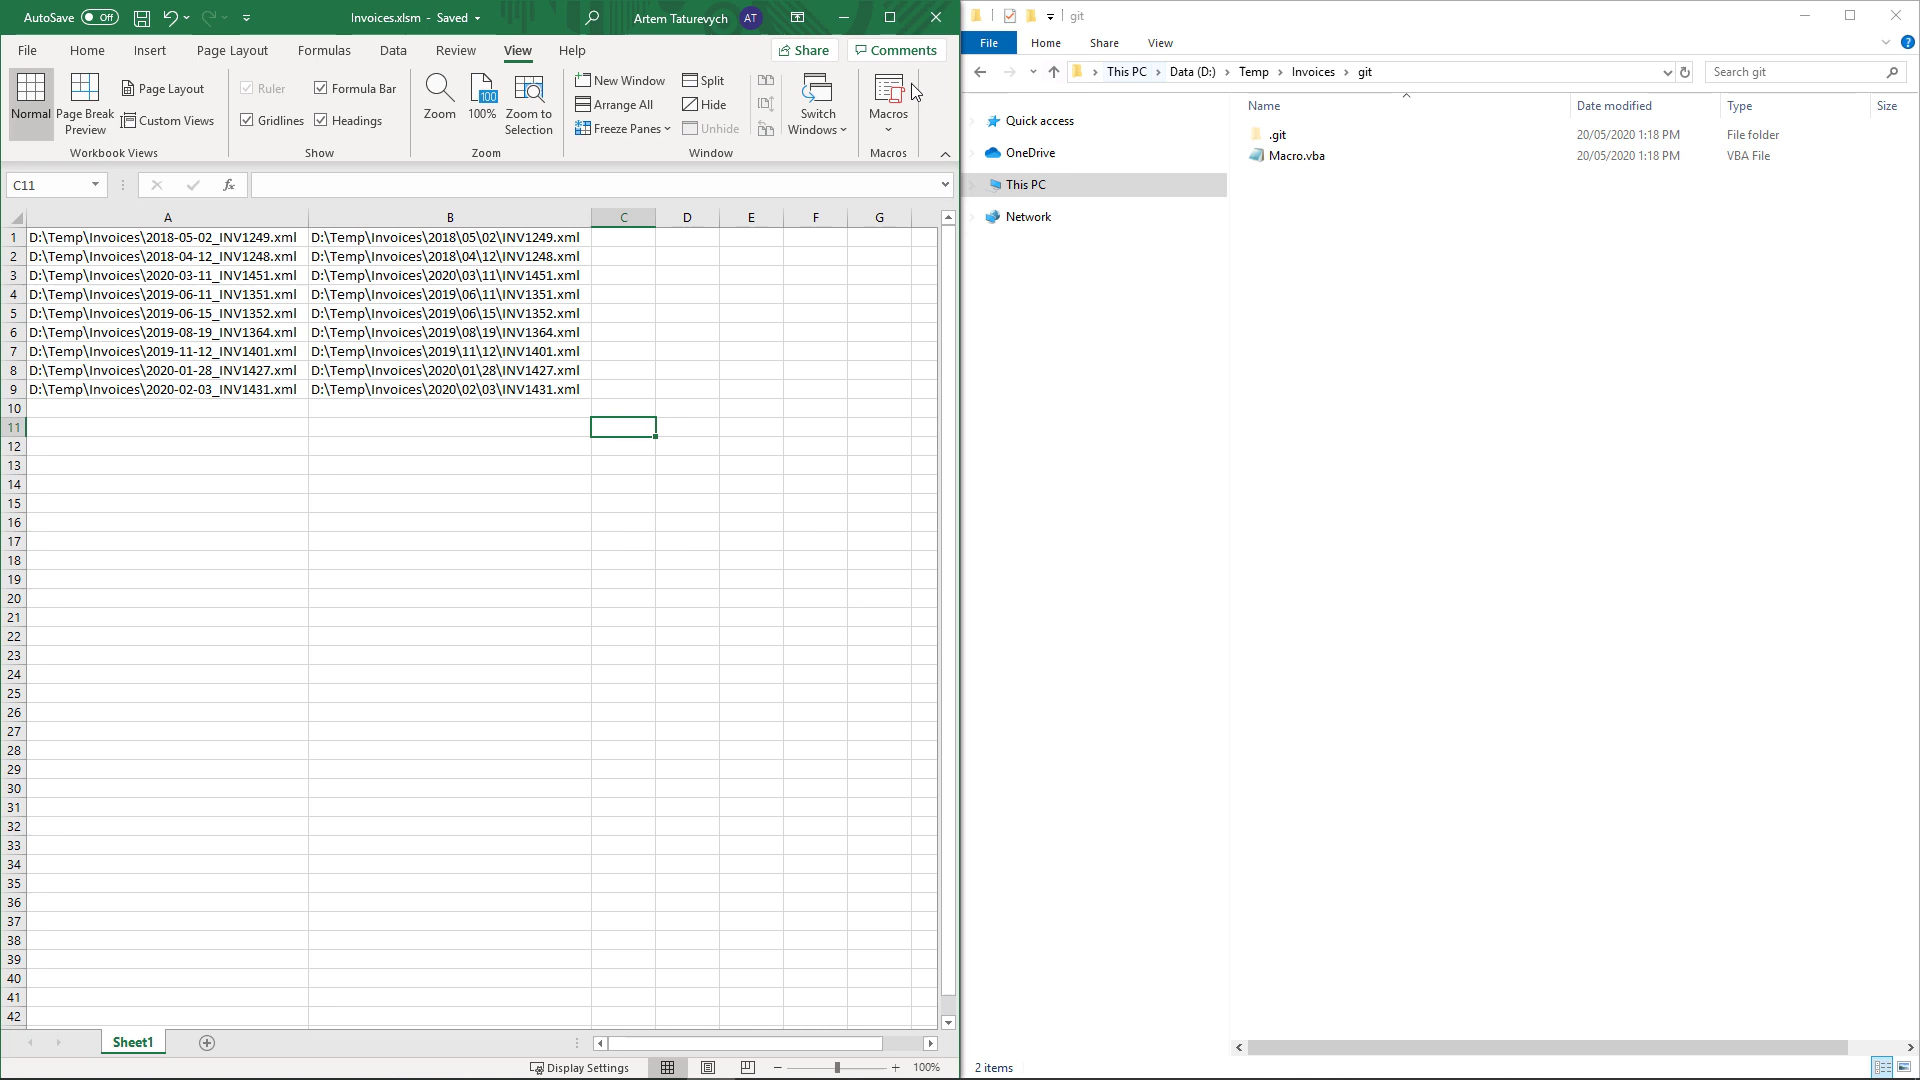 AutoSave Off Invoices.xlsm - Saved Artem Taturevych AT
File Home Insert Page Layout Formulas Data Review View Help Share Comments
Normal
Page Break Preview
Page Layout
Custom Views
Workbook Views
Ruler
Formula Bar
Gridlines
Headings
Show
Zoom
100
100%
Zoom to Selection
Zoom
New Window
Arrange All
Freeze Panes
Split
Hide
Unhide
Switch Windows
Window
Macros
Macros
C11 fx
A B C D E F G
1 D:\Temp\Invoices\2018-05-02_INV1249.xml D:\Temp\Invoices\2018\05\02\INV1249.xml
2 D:\Temp\Invoices\2018-04-12_INV1248.xml D:\Temp\Invoices\2018\04\12\INV1248.xml
3 D:\Temp\Invoices\2020-03-11_INV1451.xml D:\Temp\Invoices\2020\03\11\INV1451.xml
4 D:\Temp\Invoices\2019-06-11_INV1351.xml D:\Temp\Invoices\2019\06\11\INV1351.xml
5 D:\Temp\Invoices\2019-06-15_INV1352.xml D:\Temp\Invoices\2019\06\15\INV1352.xml
6 D:\Temp\Invoices\2019-08-19_INV1364.xml D:\Temp\Invoices\2019\08\19\INV1364.xml
7 D:\Temp\Invoices\2019-11-12_INV1401.xml D:\Temp\Invoices\2019\11\12\INV1401.xml
8 D:\Temp\Invoices\2020-01-28_INV1427.xml D:\Temp\Invoices\2020\01\28\INV1427.xml
9 D:\Temp\Invoices\2020-02-03_INV1431.xml D:\Temp\Invoices\2020\02\03\INV1431.xml
10
11
12
13
14
15
16
17
18
19
20
21
22
23
24
25
26
27
28
29
30
31
32
33
34
35
36
37
38
39
40
41
42
Sheet1
Display Settings 100%
git
File Home Share View
This PC > Data (D:) > Temp > Invoices > git Search git
Quick access
OneDrive
This PC
Network
Name Date modified Type Size
.git 20/05/2020 1:18 PM File folder
Macro.vba 20/05/2020 1:18 PM VBA File
2 items